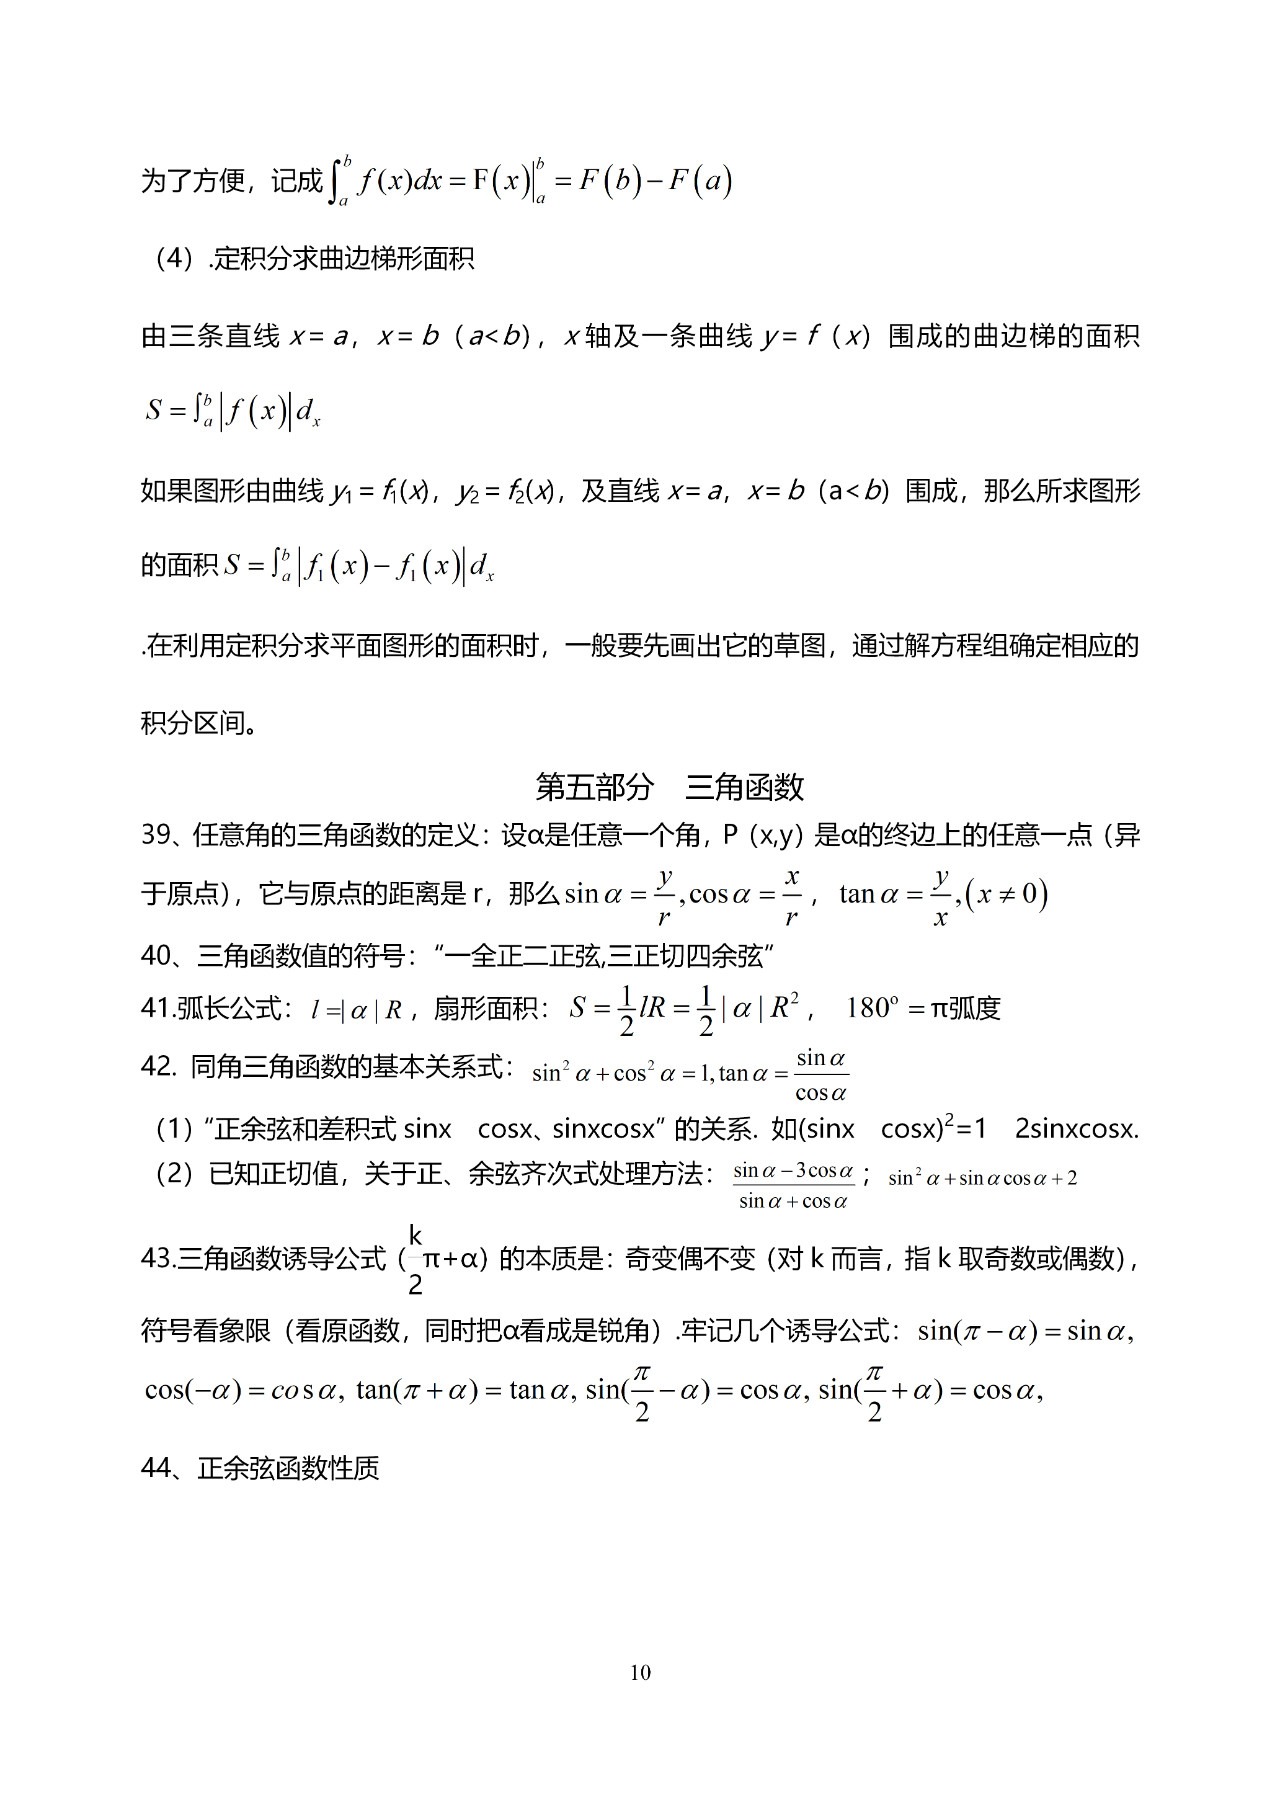 为了方便，记成$\int_a^b f(x)dx = \mathrm{F}(x)\big|_a^b = F(b) - F(a)$
（4）.定积分求曲边梯形面积
由三条直线 x = a，x = b（a< b），x 轴及一条曲线 y = f（x）围成的曲边梯的面积
$S = \int_a^b |f(x)| d_x$
如果图形由曲线 y₁ = f₁(x)，y₂ = f₂(x)，及直线 x = a，x = b（a< b）围成，那么所求图形
的面积$S = \int_a^b |f_1(x) - f_1(x)| d_x$
.在利用定积分求平面图形的面积时，一般要先画出它的草图，通过解方程组确定相应的
积分区间。
第五部分　三角函数
39、任意角的三角函数的定义：设α是任意一个角，P（x,y）是α的终边上的任意一点（异
于原点），它与原点的距离是 r，那么$\sin\alpha = \frac{y}{r}, \cos\alpha = \frac{x}{r}$，$\tan\alpha = \frac{y}{x}, (x \neq 0)$
40、三角函数值的符号：“一全正二正弦,三正切四余弦”
41.弧长公式：$l = |\alpha| R$，扇形面积：$S = \frac{1}{2}lR = \frac{1}{2}|\alpha|R^2$，$180^o$ = π弧度
42. 同角三角函数的基本关系式：$\sin^2\alpha + \cos^2\alpha = 1, \tan\alpha = \frac{\sin\alpha}{\cos\alpha}$
（1）“正余弦和差积式 sinx　cosx、sinxcosx” 的关系. 如(sinx　cosx)²=1　2sinxcosx.
（2）已知正切值，关于正、余弦齐次式处理方法：$\frac{\sin\alpha - 3\cos\alpha}{\sin\alpha + \cos\alpha}$；$\sin^2\alpha + \sin\alpha\cos\alpha + 2$
43.三角函数诱导公式（$\frac{k}{2}$π+α）的本质是：奇变偶不变（对 k 而言，指 k 取奇数或偶数），
符号看象限（看原函数，同时把α看成是锐角）.牢记几个诱导公式：$\sin(\pi - \alpha) = \sin\alpha,$
$\cos(-\alpha) = \cos\alpha, \tan(\pi + \alpha) = \tan\alpha, \sin(\frac{\pi}{2} - \alpha) = \cos\alpha, \sin(\frac{\pi}{2} + \alpha) = \cos\alpha,$
44、正余弦函数性质
10